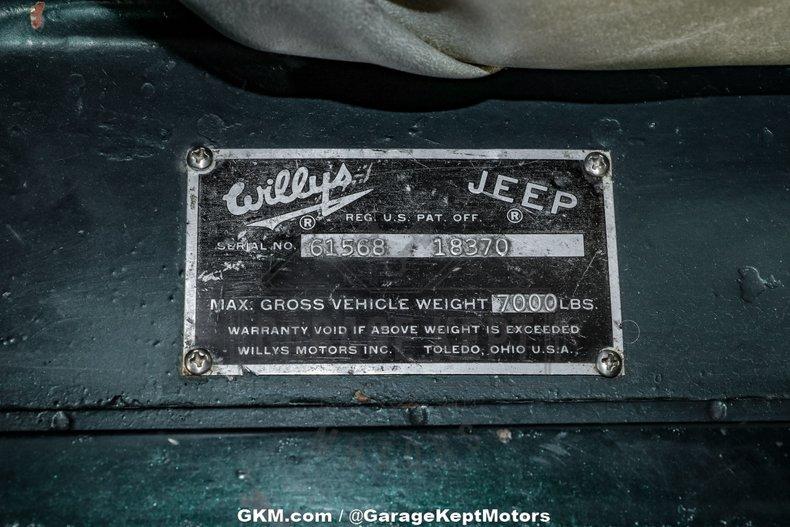 Willys ® JEEP ®
REG. U.S. PAT. OFF.
SERIAL NO. 61568 18370
MAX. GROSS VEHICLE WEIGHT 7000 LBS.
WARRANTY VOID IF ABOVE WEIGHT IS EXCEEDED
WILLYS MOTORS INC. TOLEDO, OHIO U.S.A.
GKM.com / @GarageKeptMotors